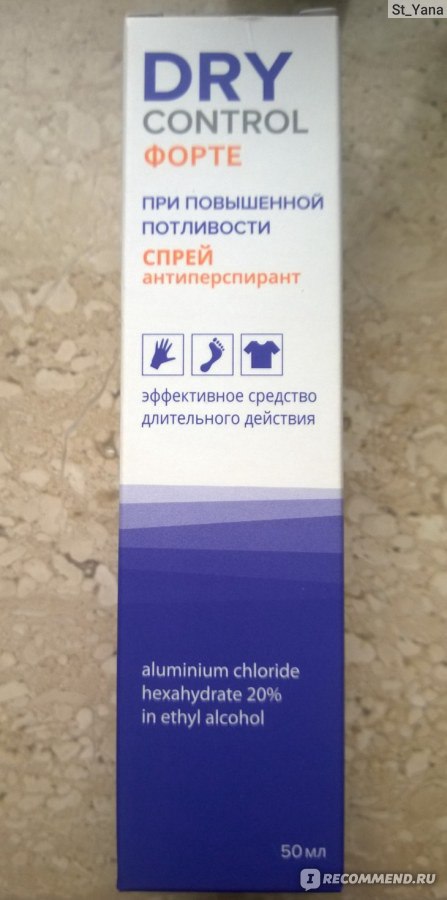 St_Yana
DRY
CONTROL
ФОРТЕ
ПРИ ПОВЫШЕННОЙ
ПОТЛИВОСТИ
СПРЕЙ
антиперспирант
эффективное средство
длительного действия
aluminium chloride
hexahydrate 20%
in ethyl alcohol
50 мл
IRECOMMEND.RU